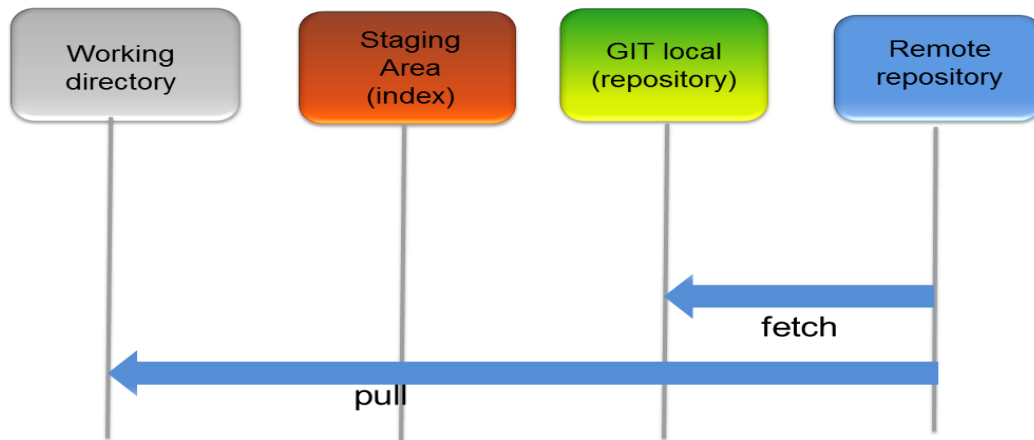 Working
directory
Staging
Area
(index)
GIT local
(repository)
Remote
repository
fetch
pull